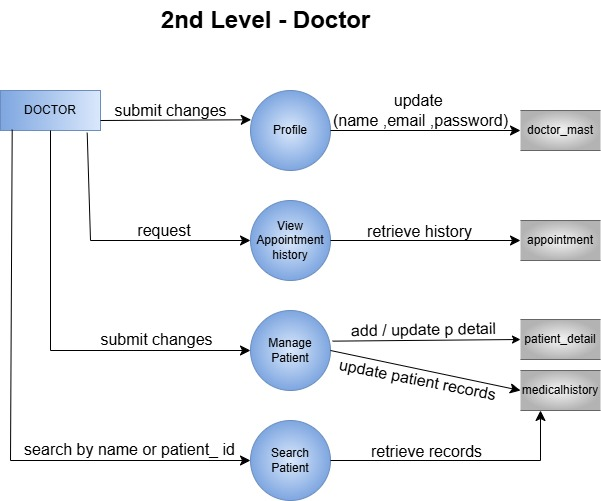 2nd Level - Doctor
DOCTOR
submit changes
Profile
update
(name ,email ,password)
doctor_mast
request
View
Appointment
history
retrieve history
appointment
submit changes
Manage
Patient
add / update p detail
patient_detail
update patient records
medicalhistory
search by name or patient_ id
Search
Patient
retrieve records